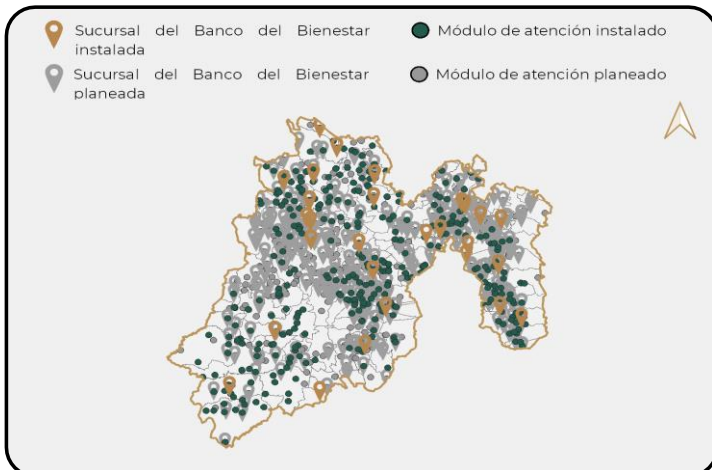 Sucursal del Banco del Bienestar
instalada
Módulo de atención instalado
Sucursal del Banco del Bienestar
planeada
Módulo de atención planeado